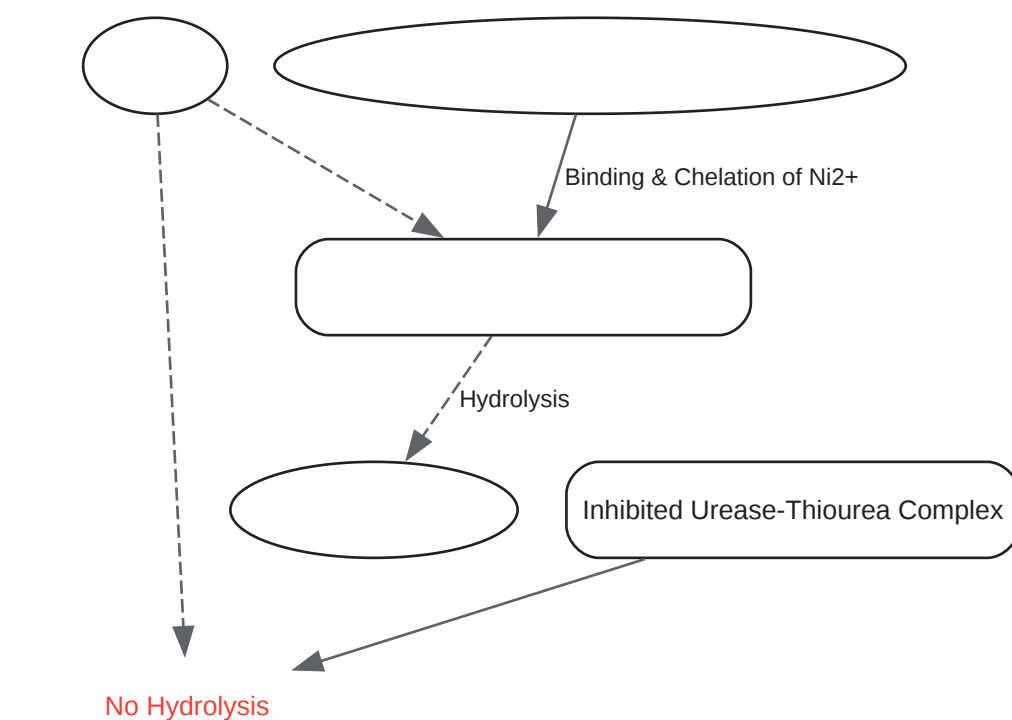 Binding & Chelation of Ni2+
Hydrolysis
Inhibited Urease-Thiourea Complex
No Hydrolysis